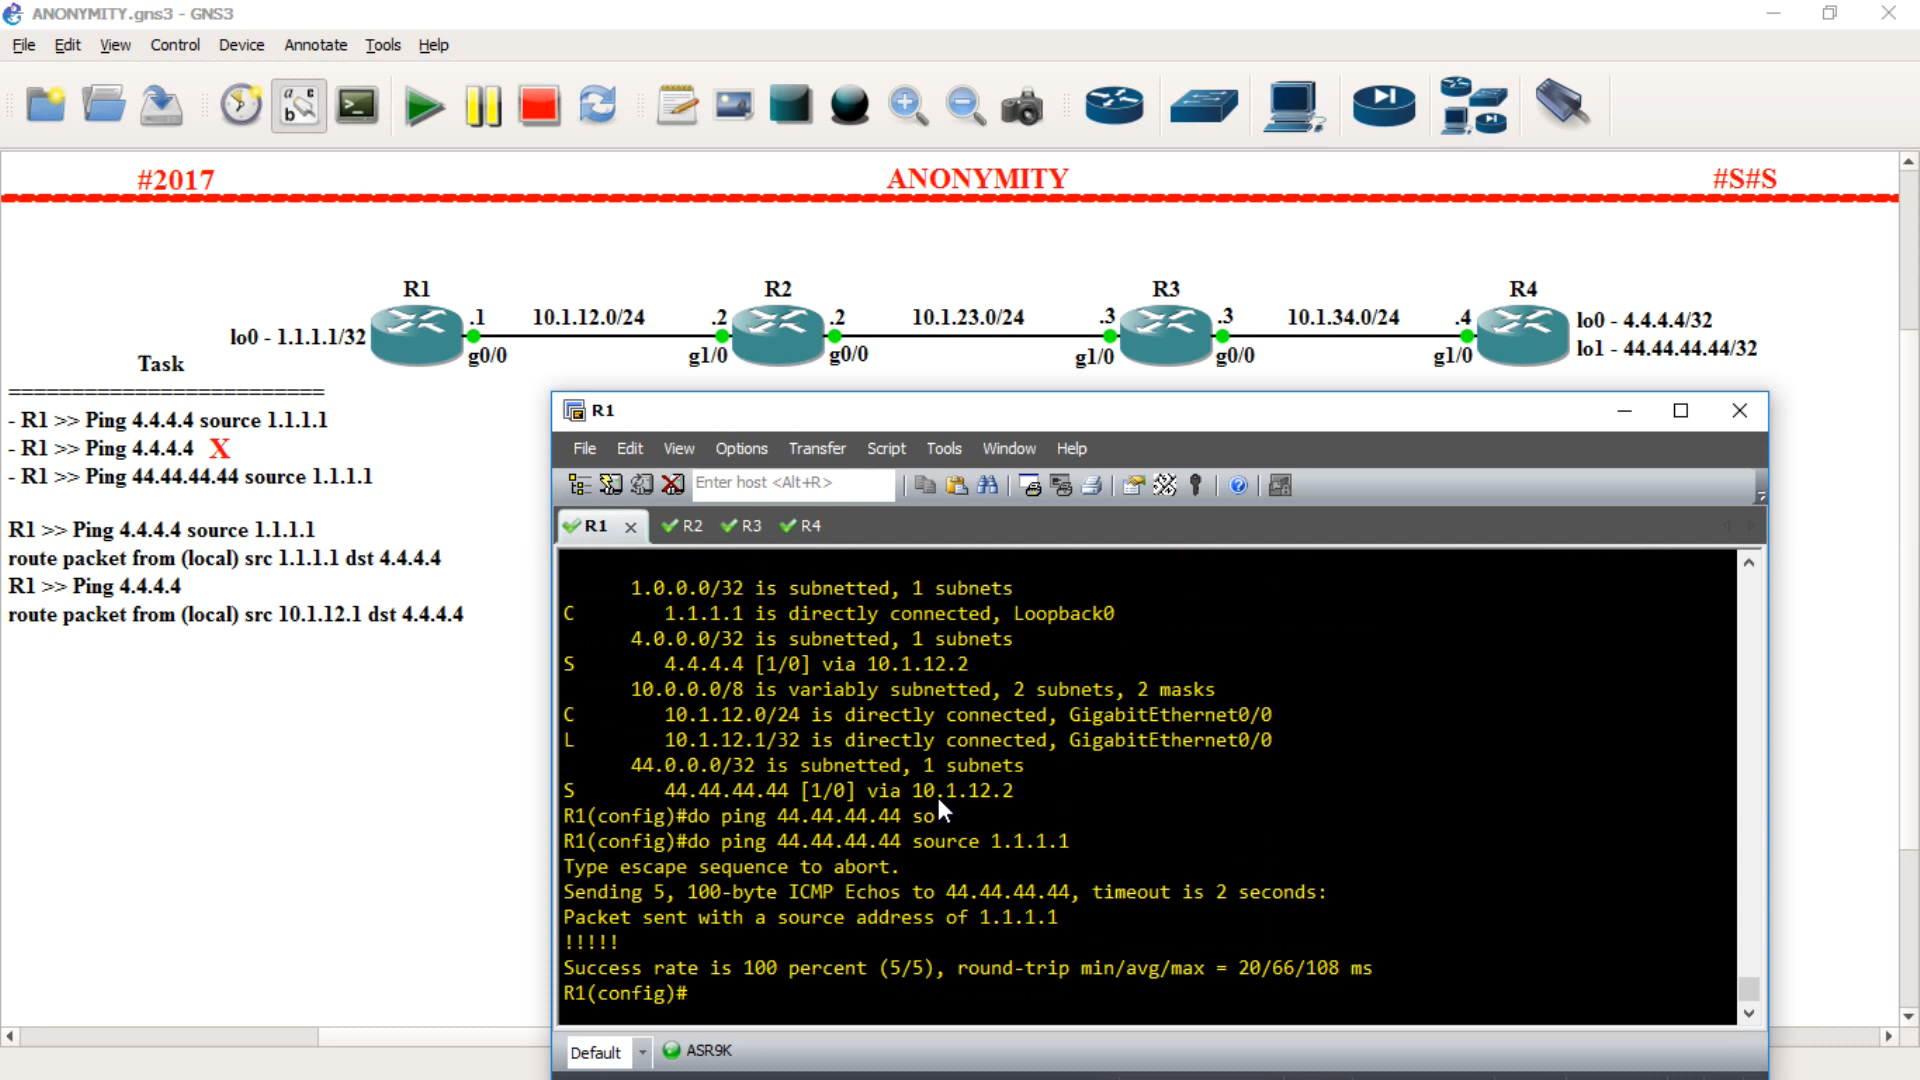 ANONYMITY.gns3 - GNS3
File Edit View Control Device Annotate Tools Help
#2017 ANONYMITY #S#S
R1 R2 R3 R4
lo0 - 1.1.1.1/32 .1 10.1.12.0/24 .2 .2 10.1.23.0/24 .3 .3 10.1.34.0/24 .4 lo0 - 4.4.4.4/32
g0/0 g1/0 g0/0 g1/0 g0/0 g1/0 lo1 - 44.44.44.44/32
Task
=========================
- R1 >> Ping 4.4.4.4 source 1.1.1.1
- R1 >> Ping 4.4.4.4 X
- R1 >> Ping 44.44.44.44 source 1.1.1.1
R1 >> Ping 4.4.4.4 source 1.1.1.1
route packet from (local) src 1.1.1.1 dst 4.4.4.4
R1 >> Ping 4.4.4.4
route packet from (local) src 10.1.12.1 dst 4.4.4.4
R1
File Edit View Options Transfer Script Tools Window Help
Enter host <Alt+R>
R1 R2 R3 R4
1.0.0.0/32 is subnetted, 1 subnets
C 1.1.1.1 is directly connected, Loopback0
4.0.0.0/32 is subnetted, 1 subnets
S 4.4.4.4 [1/0] via 10.1.12.2
10.0.0.0/8 is variably subnetted, 2 subnets, 2 masks
C 10.1.12.0/24 is directly connected, GigabitEthernet0/0
L 10.1.12.1/32 is directly connected, GigabitEthernet0/0
44.0.0.0/32 is subnetted, 1 subnets
S 44.44.44.44 [1/0] via 10.1.12.2
R1(config)#do ping 44.44.44.44 so
R1(config)#do ping 44.44.44.44 source 1.1.1.1
Type escape sequence to abort.
Sending 5, 100-byte ICMP Echos to 44.44.44.44, timeout is 2 seconds:
Packet sent with a source address of 1.1.1.1
!!!!!
Success rate is 100 percent (5/5), round-trip min/avg/max = 20/66/108 ms
R1(config)#
Default ASR9K